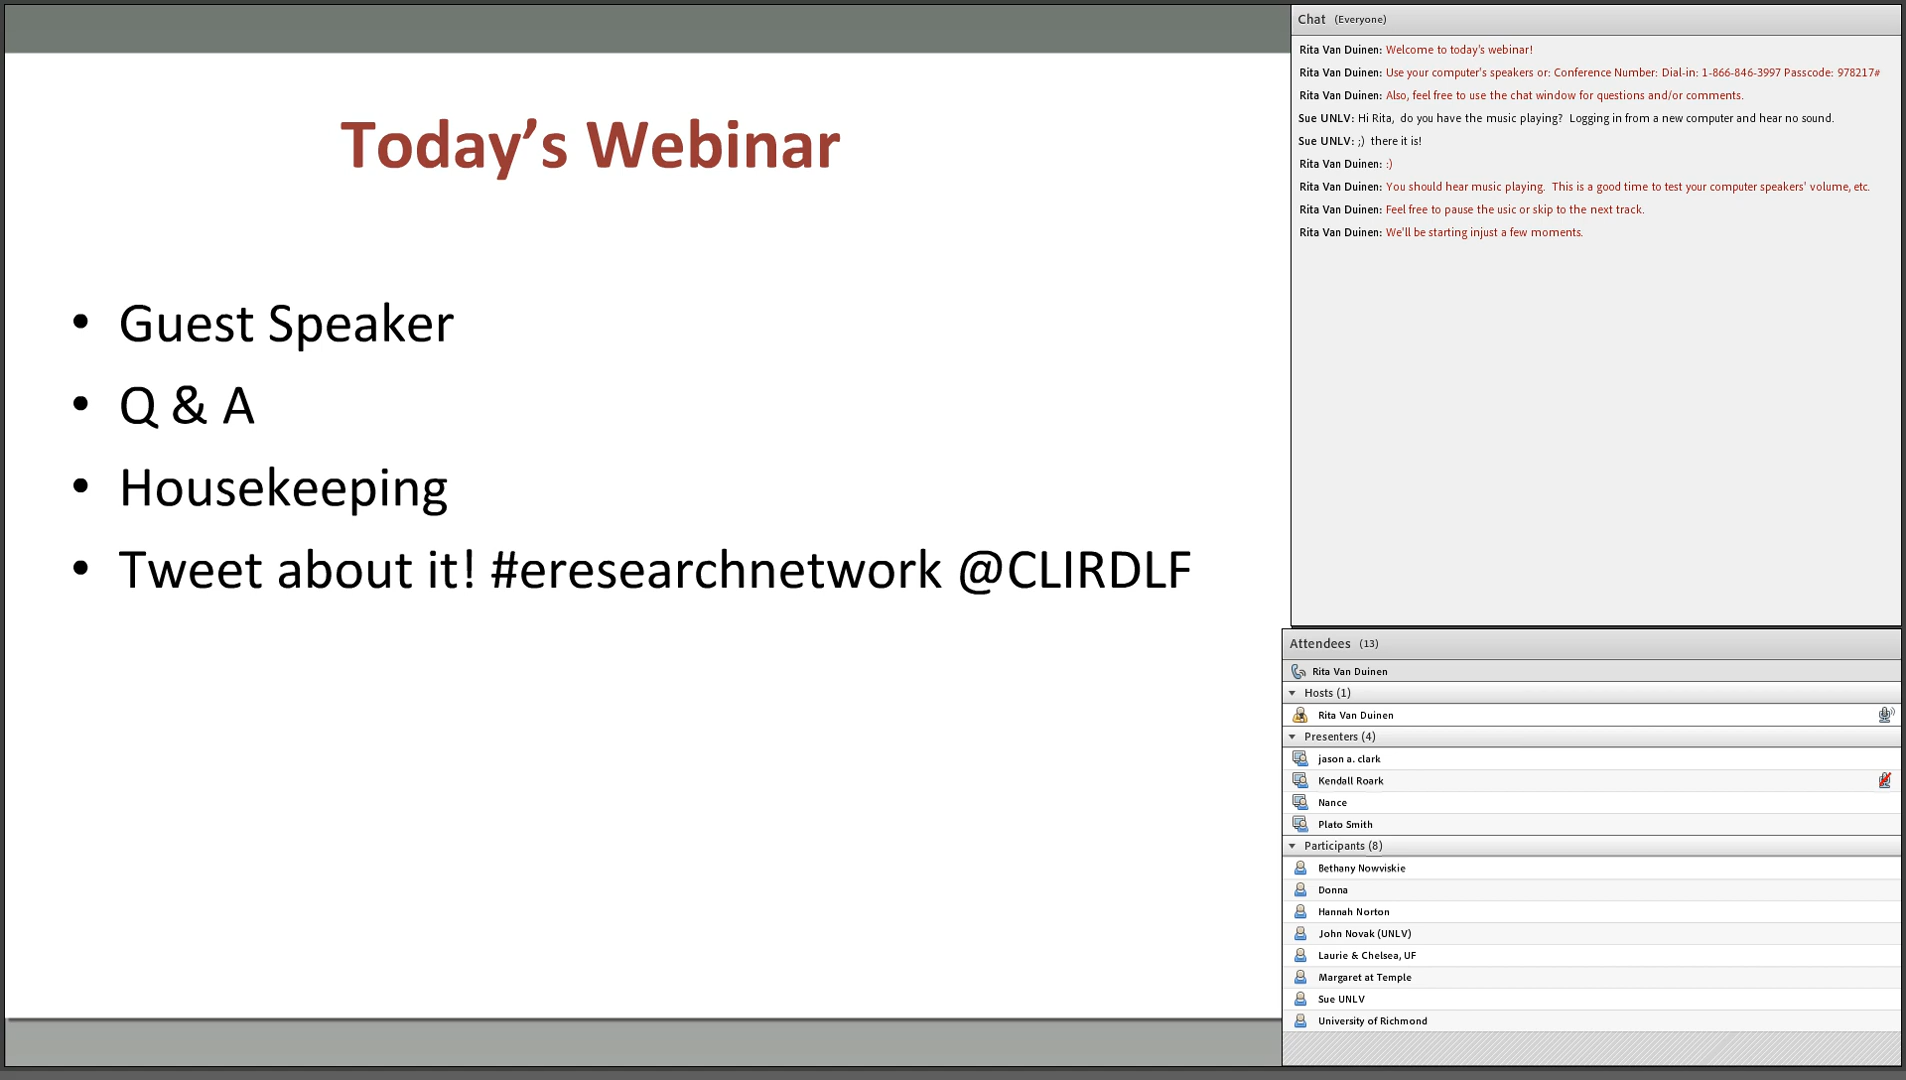 Today’s Webinar
• Guest Speaker
• Q & A
• Housekeeping
• Tweet about it! #eresearchnetwork @CLIRDLF
Chat (Everyone)
Rita Van Duinen: Welcome to today's webinar!
Rita Van Duinen: Use your computer's speakers or: Conference Number: Dial-in: 1-866-846-3997 Passcode: 978217#
Rita Van Duinen: Also, feel free to use the chat window for questions and/or comments.
Sue UNLV: Hi Rita, do you have the music playing? Logging in from a new computer and hear no sound.
Sue UNLV: ;) there it is!
Rita Van Duinen: :)
Rita Van Duinen: You should hear music playing. This is a good time to test your computer speakers' volume, etc.
Rita Van Duinen: Feel free to pause the usic or skip to the next track.
Rita Van Duinen: We'll be starting injust a few moments.
Attendees (13)
Rita Van Duinen
Hosts (1)
Rita Van Duinen
Presenters (4)
jason a. clark
Kendall Roark
Nance
Plato Smith
Participants (8)
Bethany Nowviskie
Donna
Hannah Norton
John Novak (UNLV)
Laurie & Chelsea, UF
Margaret at Temple
Sue UNLV
University of Richmond